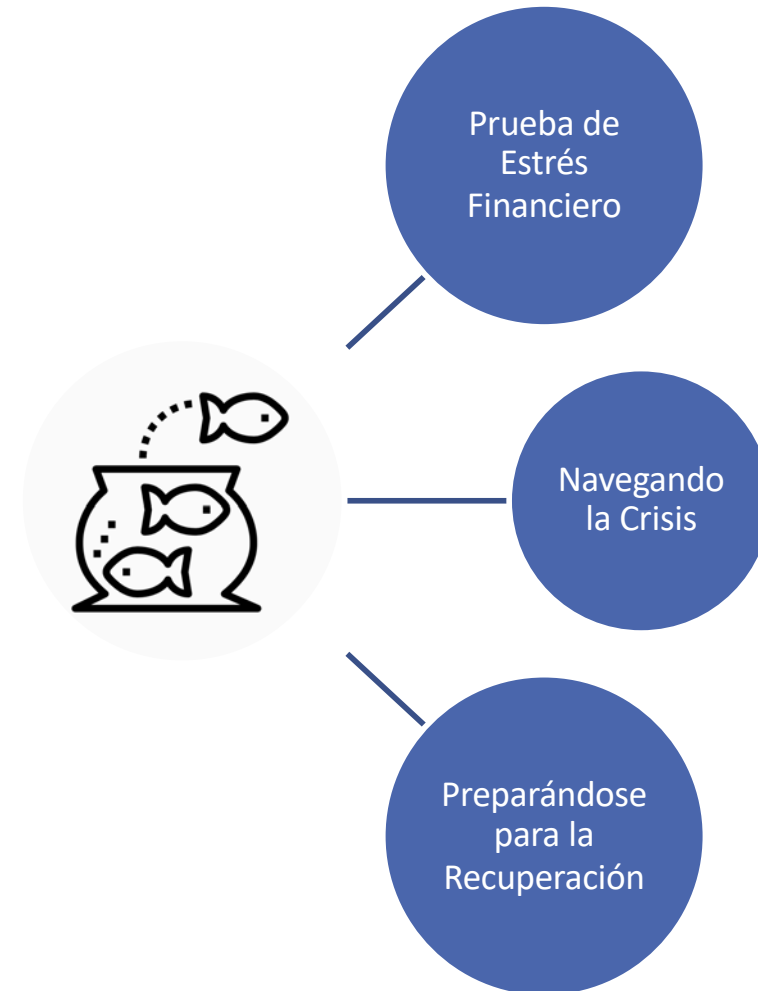 Prueba de
Estrés
Financiero
Navegando
la Crisis
Preparándose
para la
Recuperación